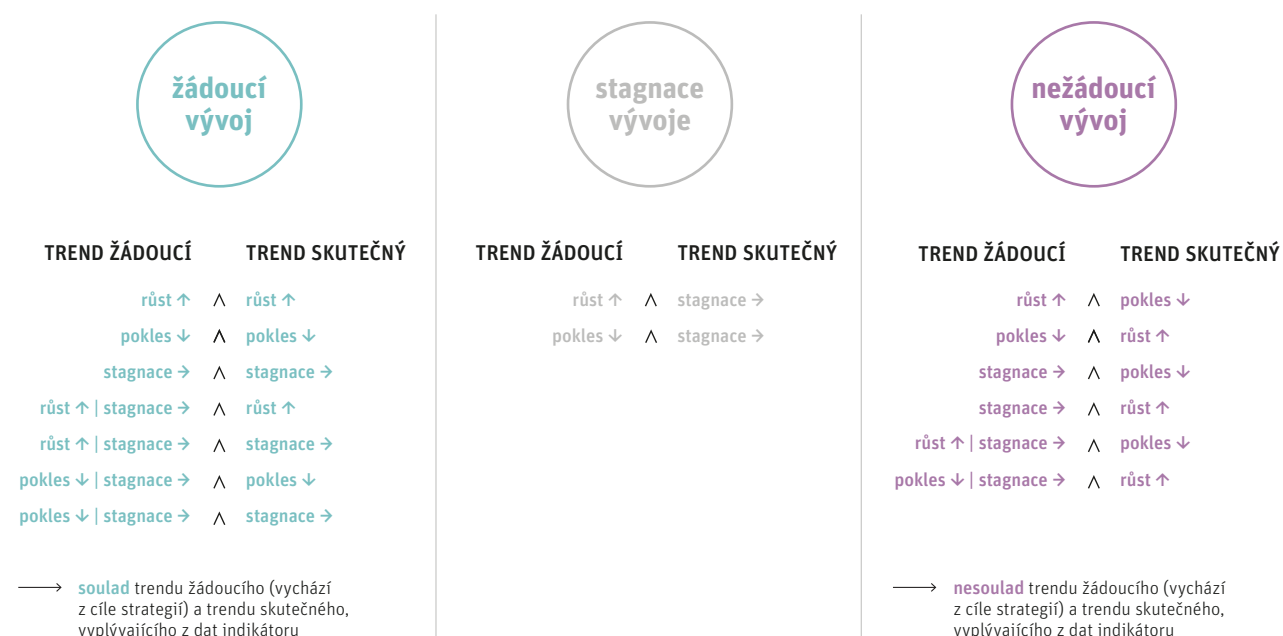 žádoucí
vývoj
TREND ŽÁDOUCÍ TREND SKUTEČNÝ
růst ↑ ∧ růst ↑
pokles ↓ ∧ pokles ↓
stagnace → ∧ stagnace →
růst ↑ | stagnace → ∧ růst ↑
růst ↑ | stagnace → ∧ stagnace →
pokles ↓ | stagnace → ∧ pokles ↓
pokles ↓ | stagnace → ∧ stagnace →
⟶ soulad trendu žádoucího (vychází
z cíle strategií) a trendu skutečného,
vyplývajícího z dat indikátoru
stagnace
vývoje
TREND ŽÁDOUCÍ TREND SKUTEČNÝ
růst ↑ ∧ stagnace →
pokles ↓ ∧ stagnace →
nežádoucí
vývoj
TREND ŽÁDOUCÍ TREND SKUTEČNÝ
růst ↑ ∧ pokles ↓
pokles ↓ ∧ růst ↑
stagnace → ∧ pokles ↓
stagnace → ∧ růst ↑
růst ↑ | stagnace → ∧ pokles ↓
pokles ↓ | stagnace → ∧ růst ↑
⟶ nesoulad trendu žádoucího (vychází
z cíle strategií) a trendu skutečného,
vyplývajícího z dat indikátoru